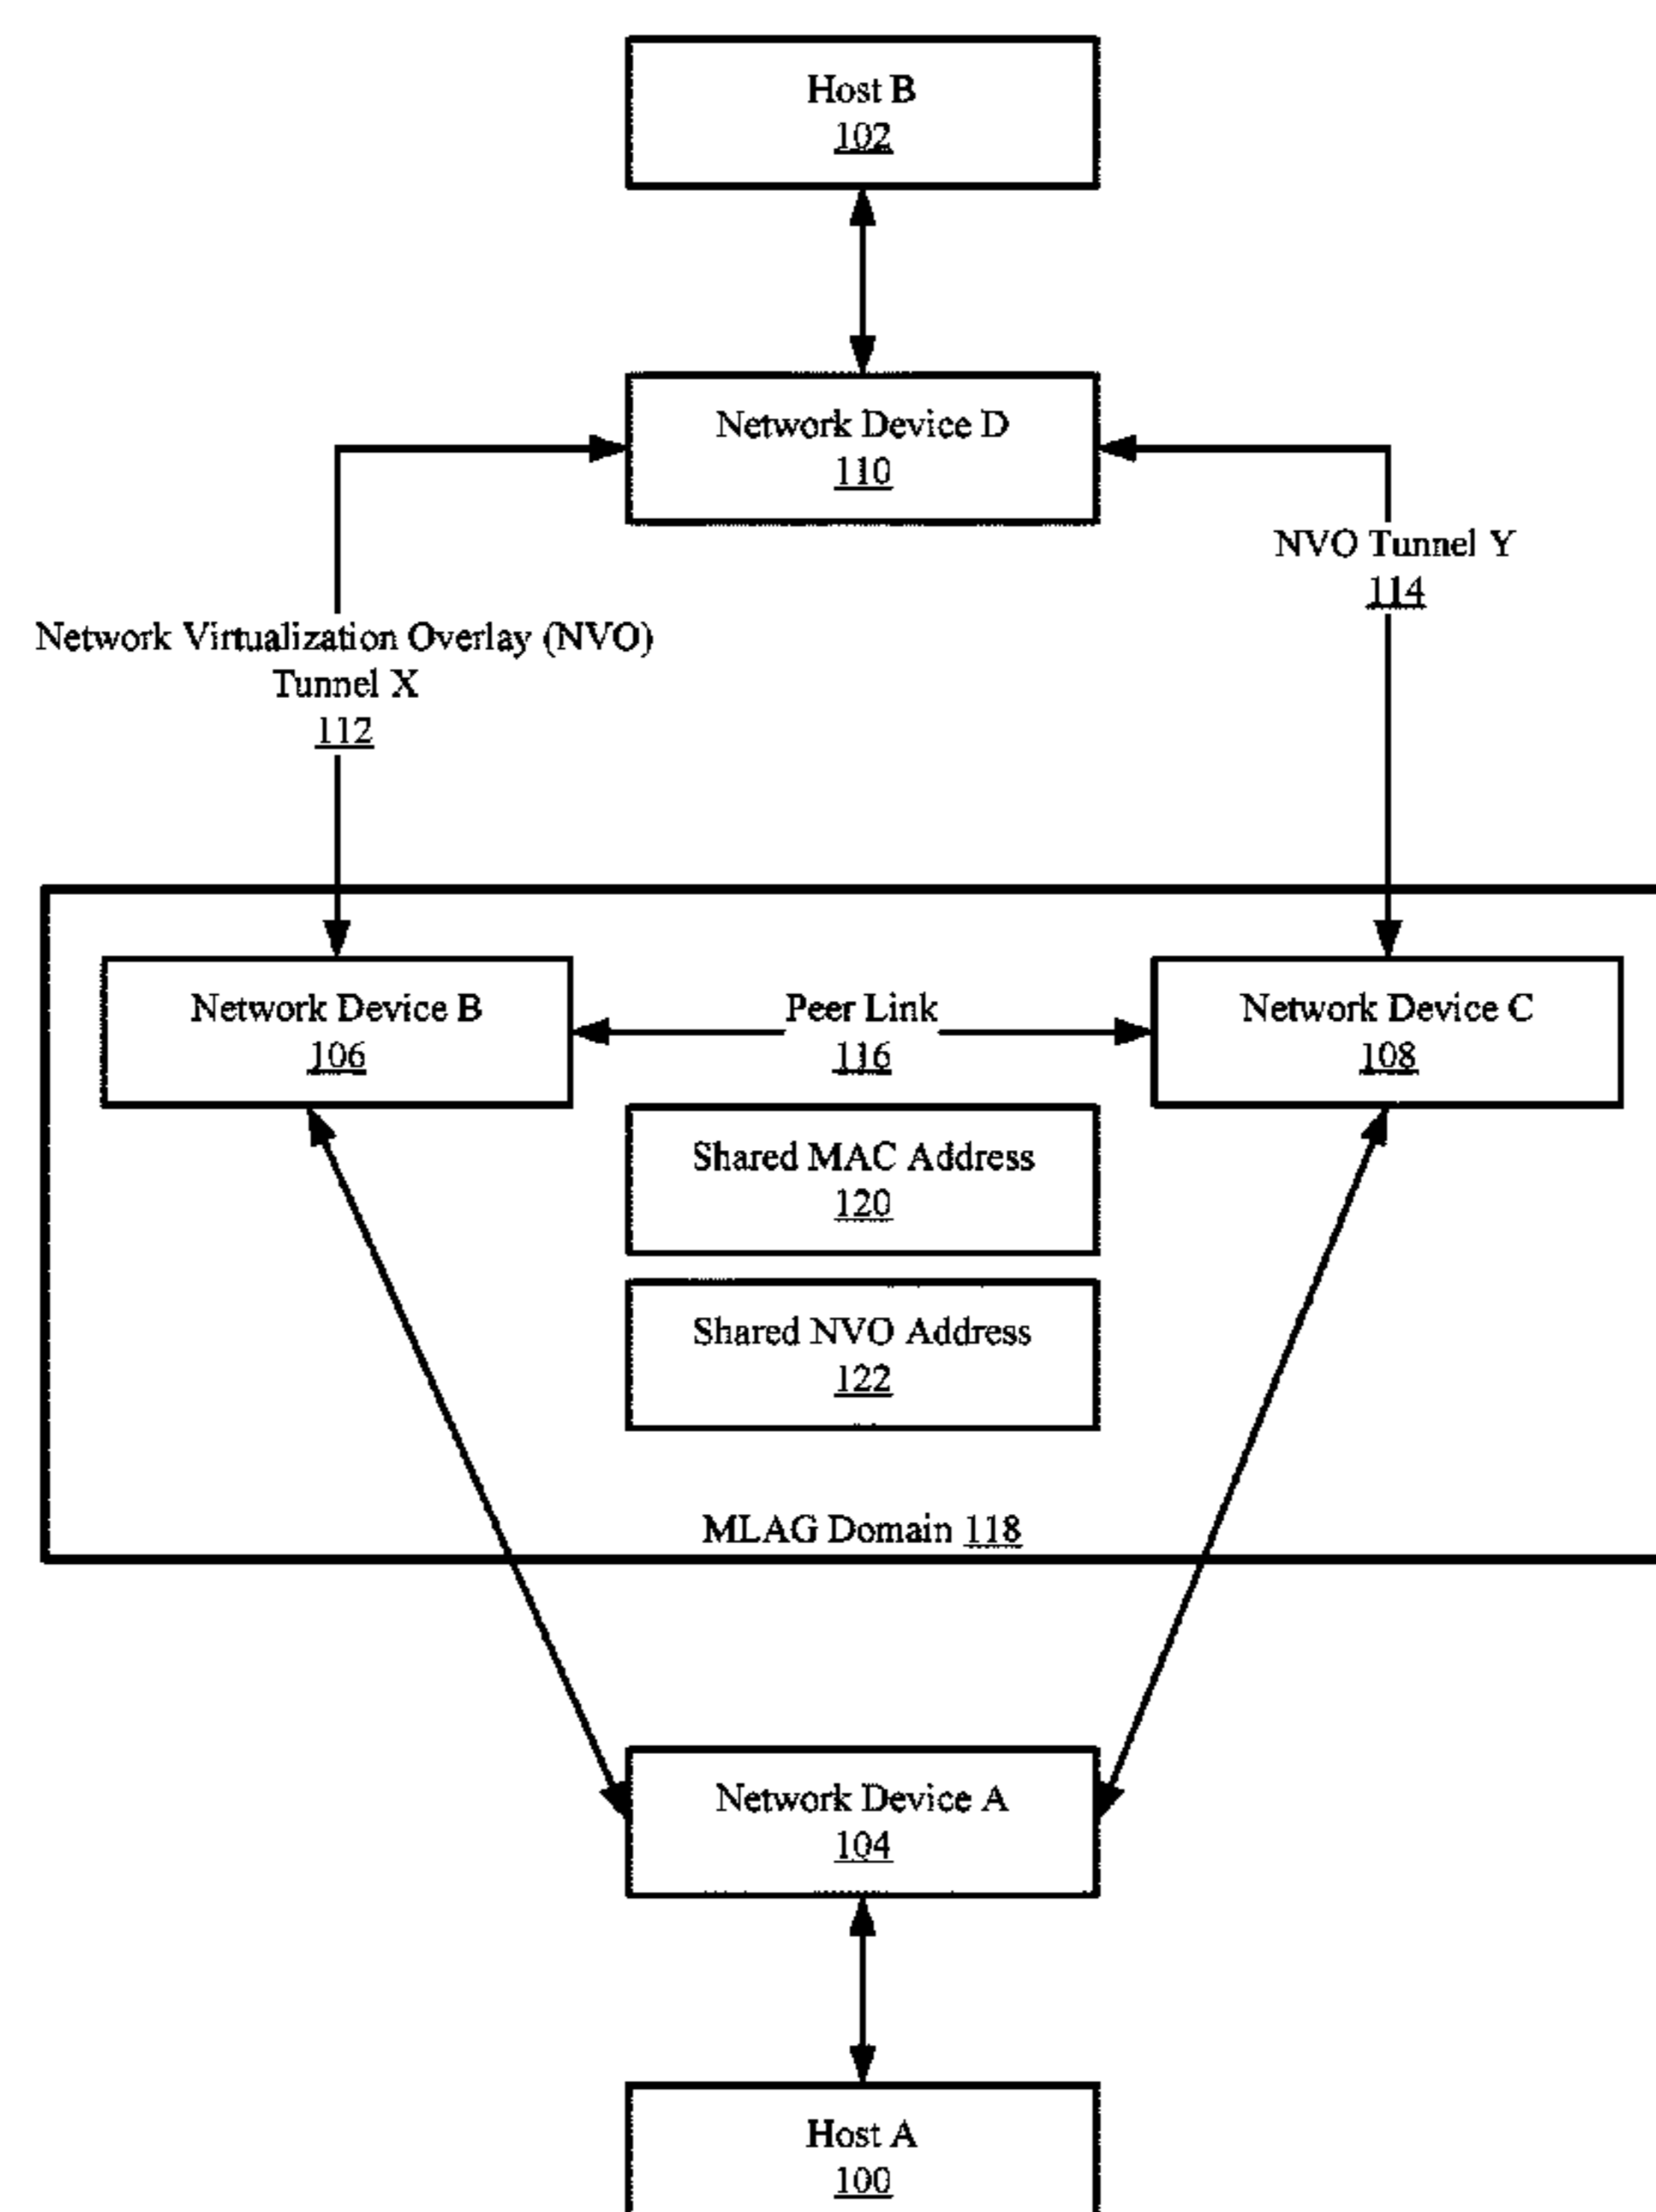 Host B
102
Network Device D
110
NVO Tunnel Y
114
Network Virtualization Overlay (NVO)
Tunnel X
112
Network Device B
106
Peer Link
116
Network Device C
108
Shared MAC Address
120
Shared NVO Address
122
MLAG Domain 118
Network Device A
104
Host A
100